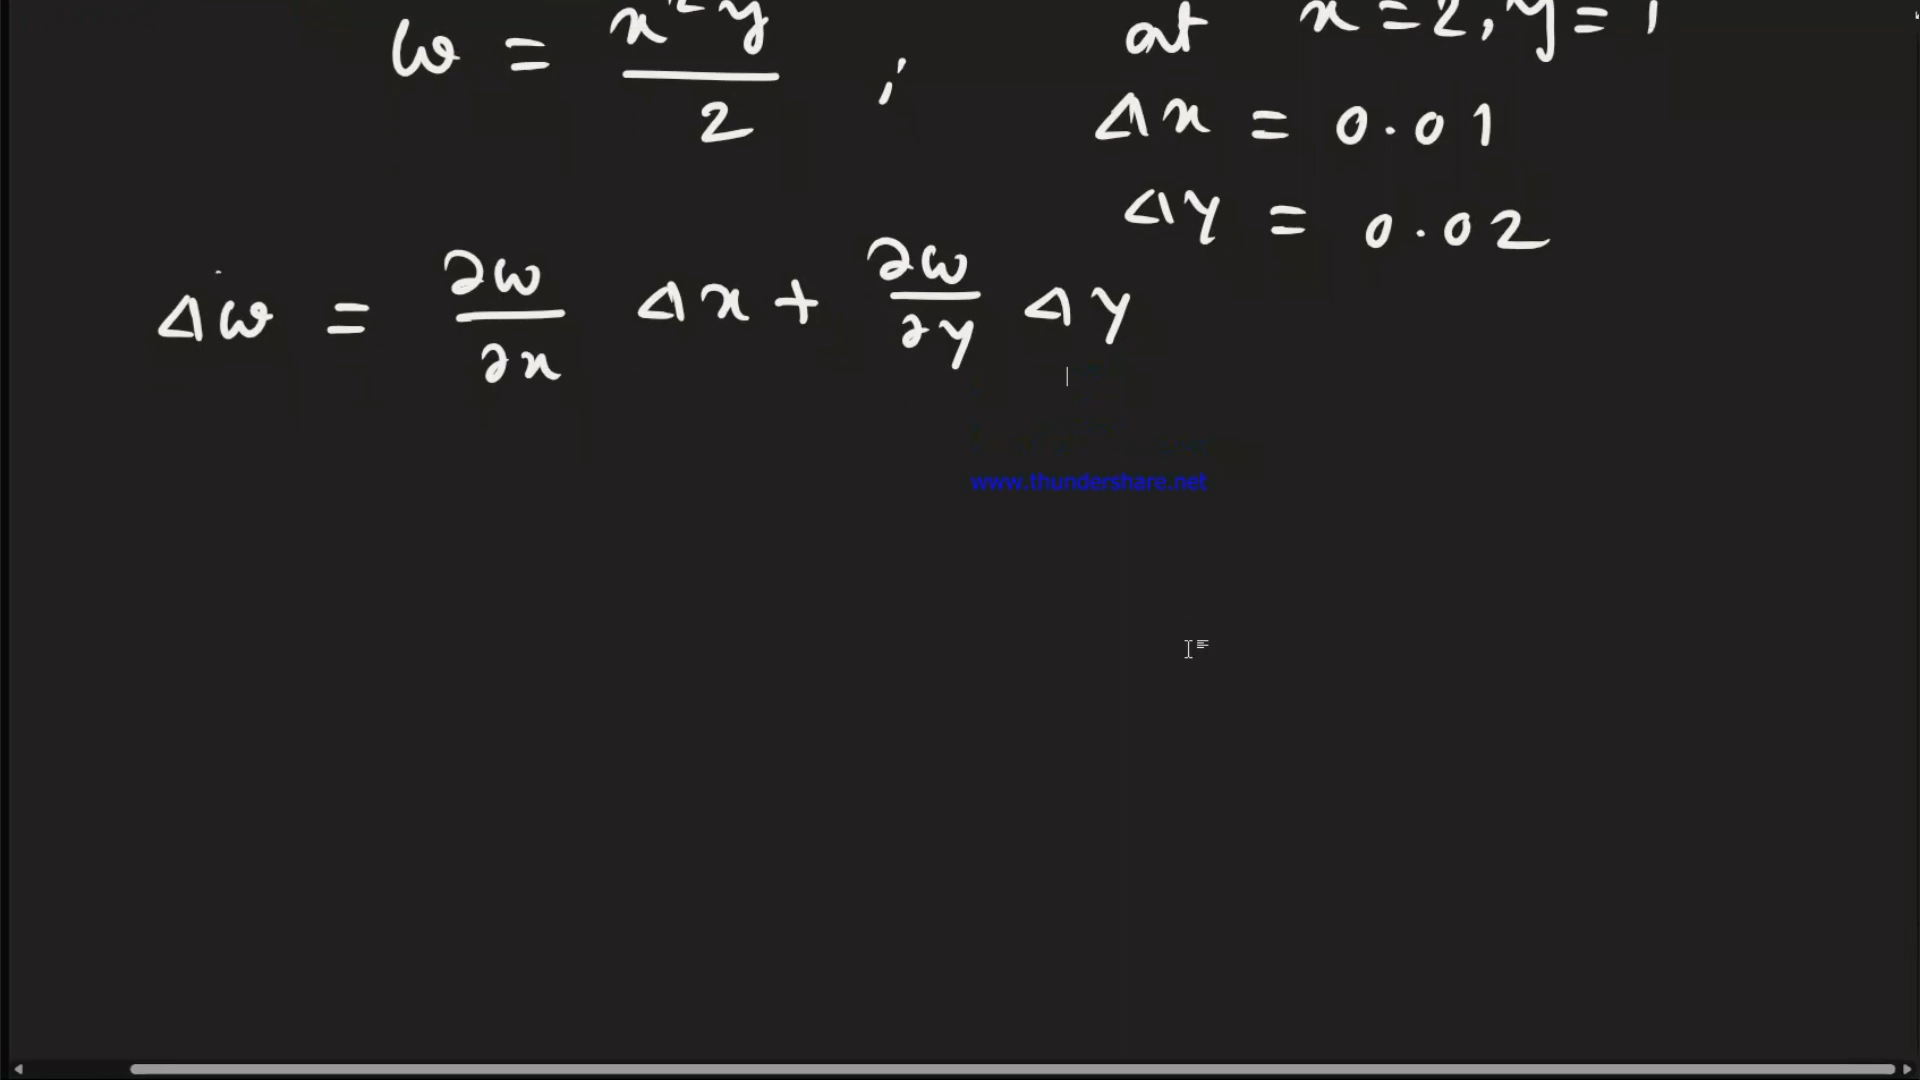 w = x²y / 2 , at x = 2, y = 1
Δx = 0.01
Δy = 0.02
Δw = ∂w/∂x Δx + ∂w/∂y Δy
www.thundershare.net